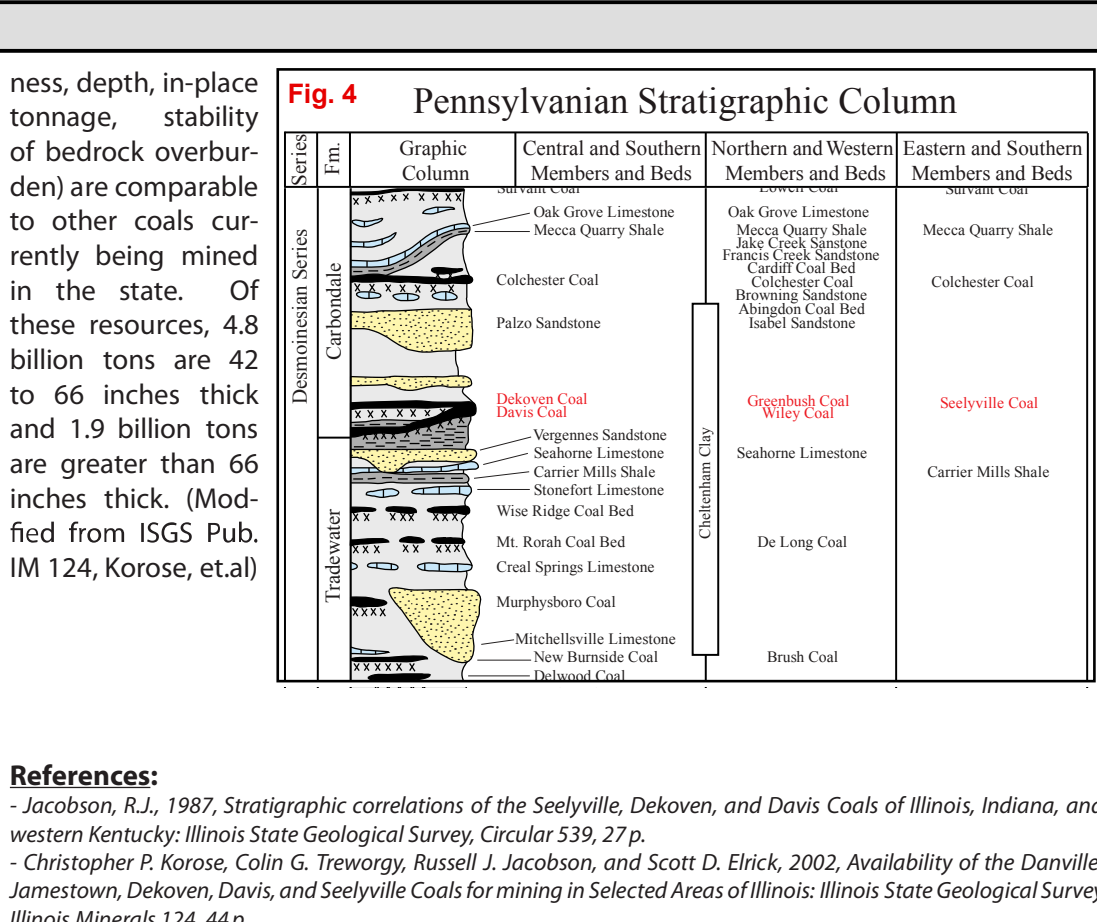 ness, depth, in-place
tonnage, stability
of bedrock overbur-
den) are comparable
to other coals cur-
rently being mined
in the state. Of
these resources, 4.8
billion tons are 42
to 66 inches thick
and 1.9 billion tons
are greater than 66
inches thick. (Mod-
fied from ISGS Pub.
IM 124, Korose, et.al)
Fig. 4
Pennsylvanian Stratigraphic Column
Series
Fm.
Graphic
Column
Central and Southern
Members and Beds
Northern and Western
Members and Beds
Eastern and Southern
Members and Beds
Desmoinesian Series
Carbondale
Tradewater
Survant Coal
Oak Grove Limestone
Mecca Quarry Shale
Colchester Coal
Palzo Sandstone
Dekoven Coal
Davis Coal
Vergennes Sandstone
Seahorne Limestone
Carrier Mills Shale
Stonefort Limestone
Wise Ridge Coal Bed
Mt. Rorah Coal Bed
Creal Springs Limestone
Murphysboro Coal
Mitchellsville Limestone
New Burnside Coal
Delwood Coal
Lowell Coal
Oak Grove Limestone
Mecca Quarry Shale
Jake Creek Sanstone
Francis Creek Sandstone
Cardiff Coal Bed
Colchester Coal
Browning Sandstone
Abingdon Coal Bed
Isabel Sandstone
Greenbush Coal
Wiley Coal
Seahorne Limestone
Cheltenham Clay
De Long Coal
Brush Coal
Survant Coal
Mecca Quarry Shale
Colchester Coal
Seelyville Coal
Carrier Mills Shale
References:
- Jacobson, R.J., 1987, Stratigraphic correlations of the Seelyville, Dekoven, and Davis Coals of Illinois, Indiana, and
western Kentucky: Illinois State Geological Survey, Circular 539, 27 p.
- Christopher P. Korose, Colin G. Treworgy, Russell J. Jacobson, and Scott D. Elrick, 2002, Availability of the Danville,
Jamestown, Dekoven, Davis, and Seelyville Coals for mining in Selected Areas of Illinois: Illinois State Geological Survey
Illinois Minerals 124, 44 p.